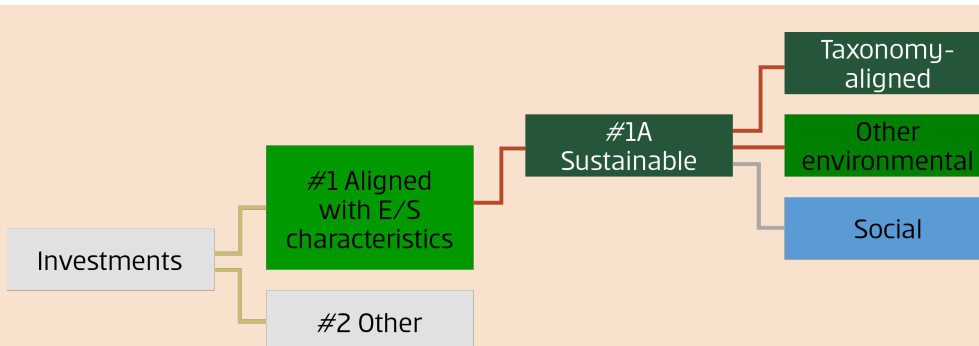 Taxonomy-
aligned
#1A
Sustainable
Other
environmental
#1 Aligned
with E/S
characteristics
Social
Investments
#2 Other